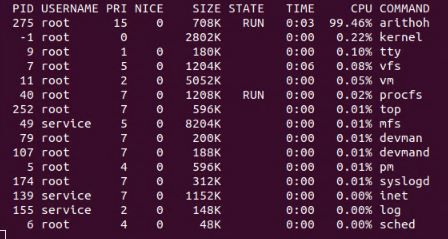 PID USERNAME PRI NICE SIZE STATE TIME CPU COMMAND
275 root 15 0 708K RUN 0:03 99.46% arithoh
-1 root 0 2802K 0:00 0.22% kernel
9 root 1 0 180K 0:00 0.10% tty
7 root 5 0 1204K 0:06 0.08% vfs
11 root 2 0 5052K 0:00 0.05% vm
40 root 7 0 1208K RUN 0:00 0.02% procfs
252 root 7 0 596K 0:00 0.01% top
49 service 5 0 8204K 0:00 0.01% mfs
79 root 7 0 200K 0:00 0.01% devman
107 root 7 0 188K 0:00 0.01% devmand
5 root 4 0 596K 0:00 0.01% pm
174 root 7 0 312K 0:00 0.01% syslogd
139 service 7 0 1152K 0:00 0.00% inet
155 service 2 0 148K 0:00 0.00% log
6 root 4 0 48K 0:00 0.00% sched